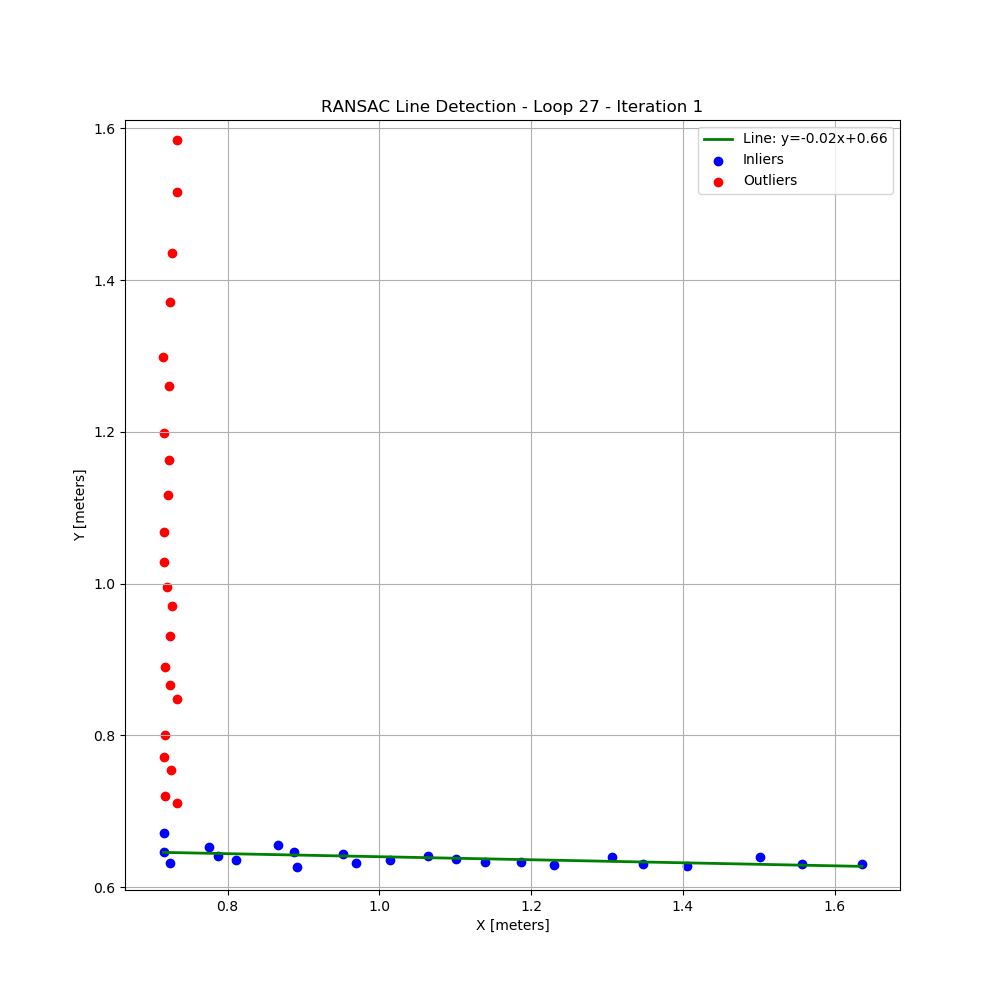 RANSAC Line Detection - Loop 27 - Iteration 1
Line: y=-0.02x+0.66
Inliers
Outliers
1.6
1.4
1.2
1.0
0.8
0.6
Y [meters]
0.8 1.0 1.2 1.4 1.6
X [meters]